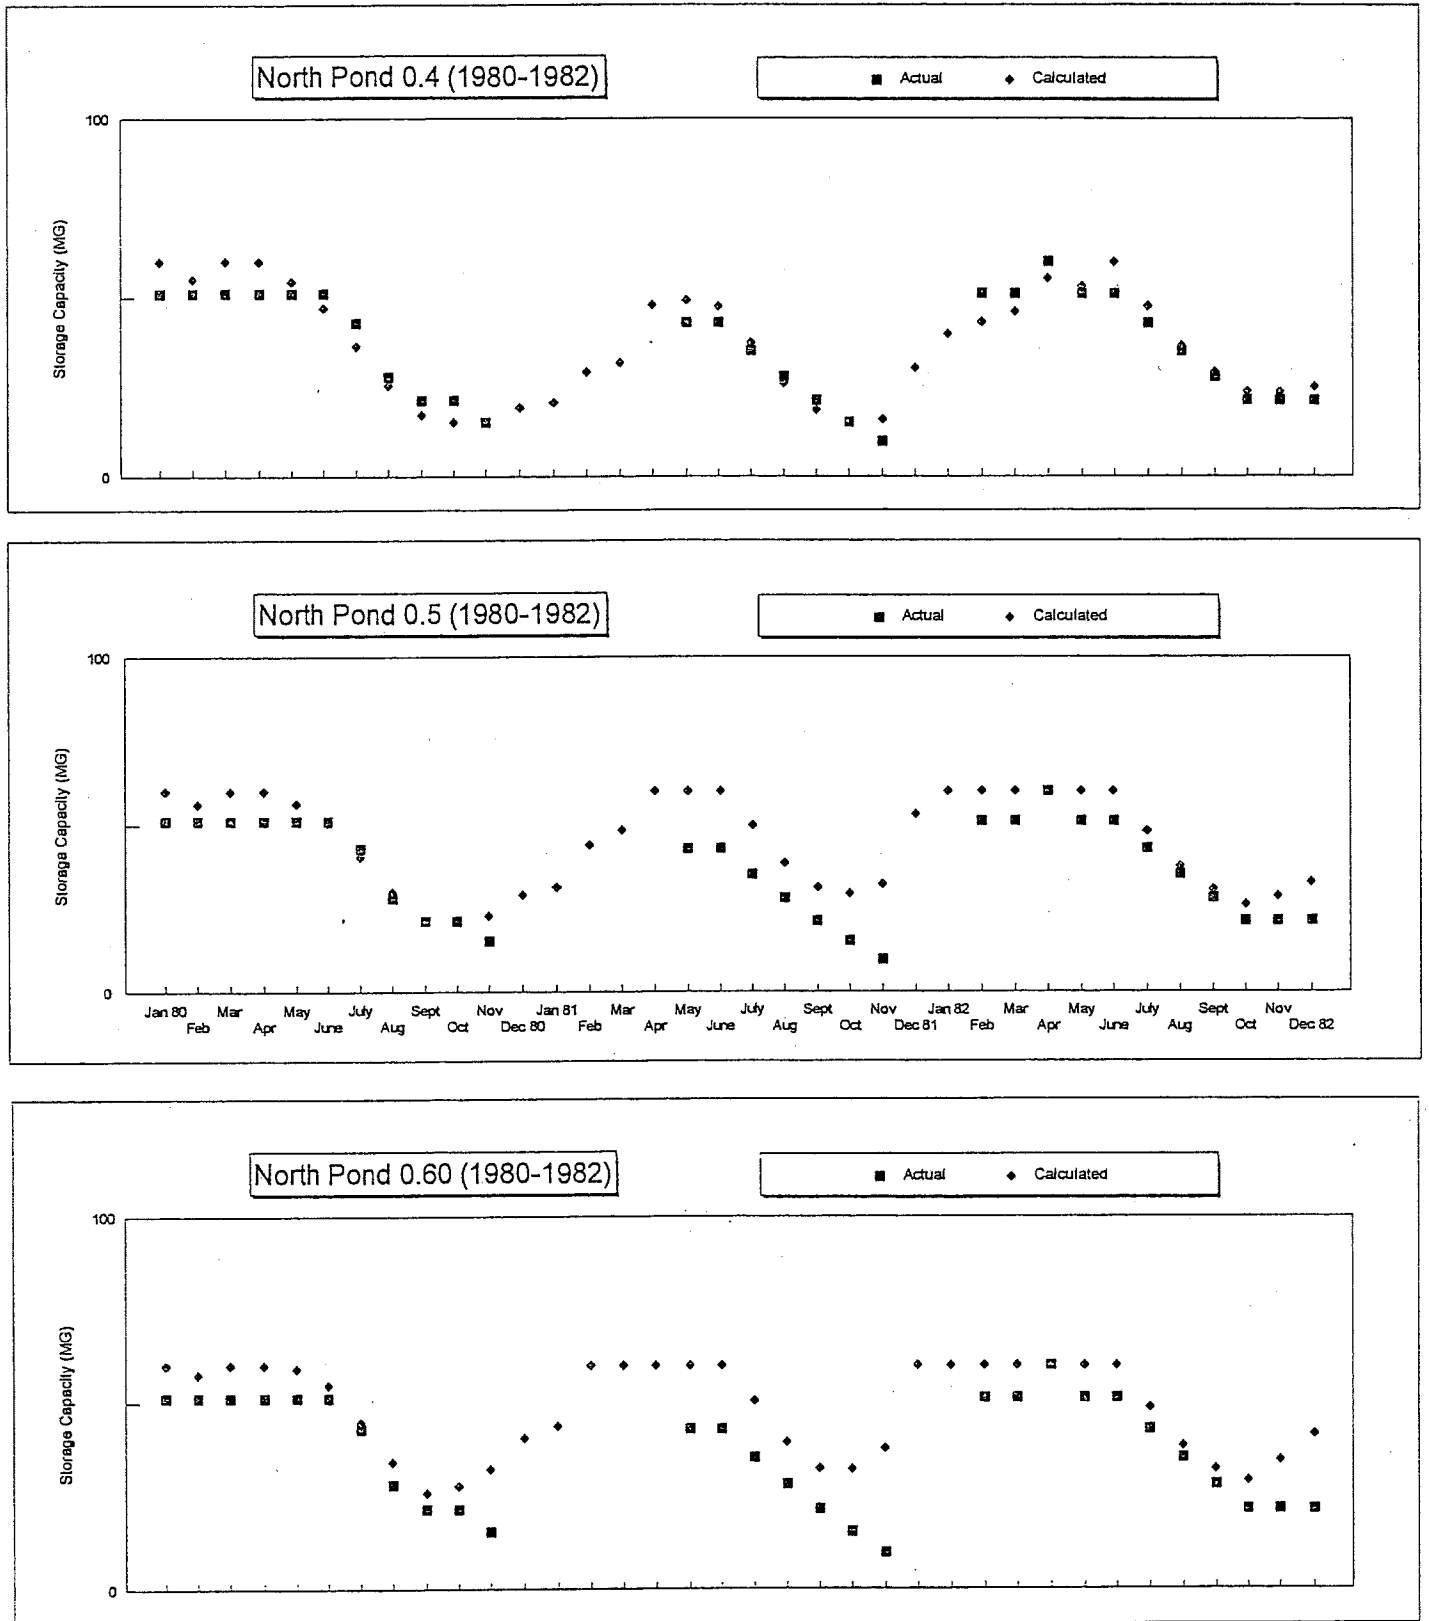 North Pond 0.4 (1980-1982)
Actual Calculated
100
Storage Capacity (MG)
0
North Pond 0.5 (1980-1982)
Actual Calculated
100
Storage Capacity (MG)
0
Jan 80 Mar May July Sept Nov Jan 81 Mar May July Sept Nov Jan 82 Mar May July Sept Nov
Feb Apr June Aug Oct Dec 80 Feb Apr June Aug Oct Dec 81 Feb Apr June Aug Oct Dec 82
North Pond 0.60 (1980-1982)
Actual Calculated
100
Storage Capacity (MG)
0